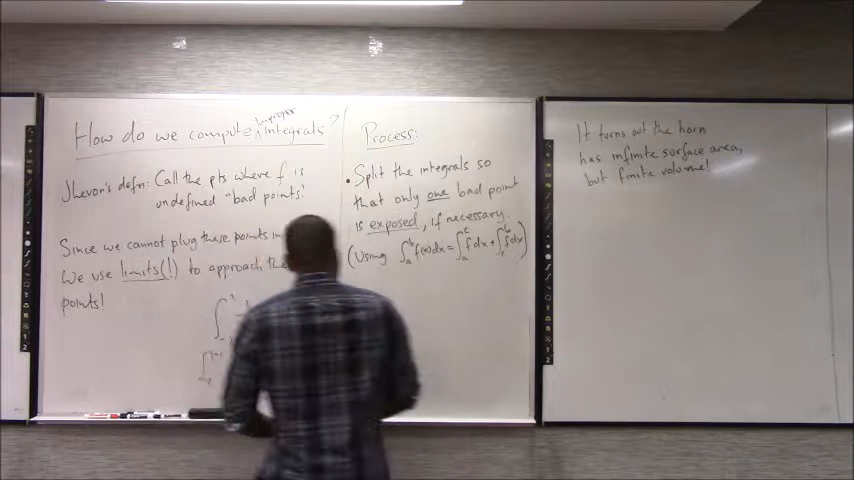 How do we compute Improper Integrals?
Jhevon's defn: Call the pts where f is
undefined "bad points."
Since we cannot plug these points in
We use limits(!) to approach the
points!
Process:
• Split the integrals so
that only one bad point
is exposed, if necessary.
(Using ∫_a^b f(x)dx = ∫_a^c f dx + ∫_c^b f dx)
It turns out the horn
has infinite surface area,
but finite volume!